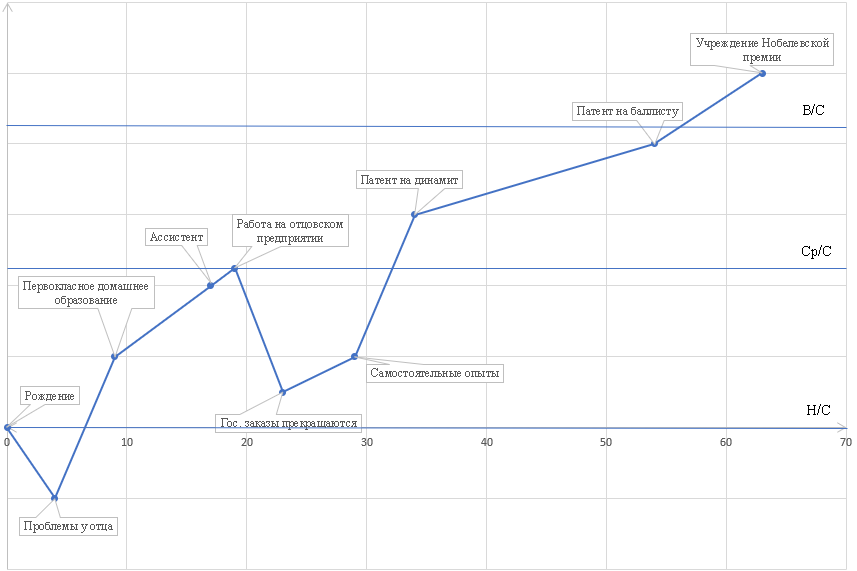 Учреждение Нобелевской
премии
В/С
Патент на баллисту
Патент на динамит
Работа на отцовском
предприятии
Ассистент
Ср/С
Первокласное домашнее
образование
Самостоятельные опыты
Рождение
Н/С
Гос. заказы прекращаются
0 10 20 30 40 50 60 70
Проблемы у отца